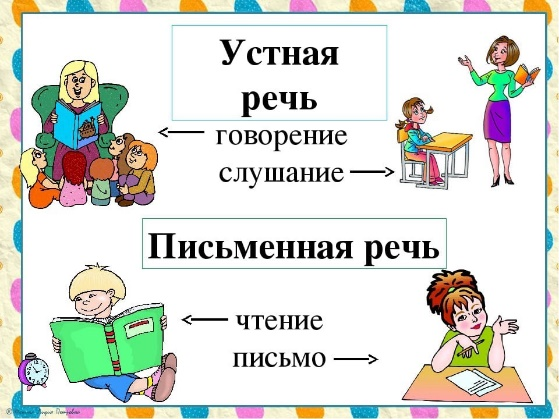 Устная
речь
говорение
слушание
Письменная речь
чтение
письмо